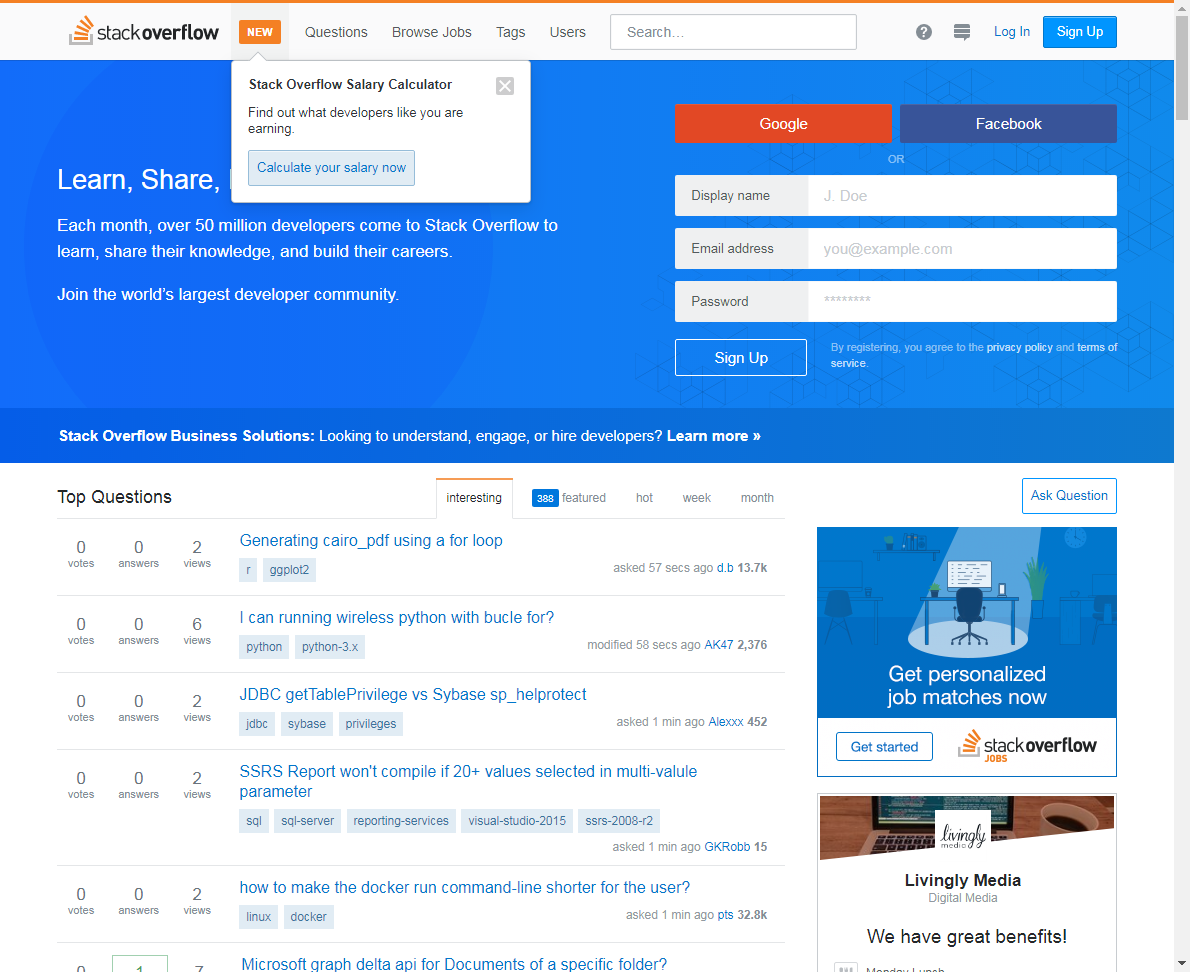 stackoverflow
NEW
Questions
Browse Jobs
Tags
Users
Search...
Log In
Sign Up
Stack Overflow Salary Calculator
Find out what developers like you are
earning.
Calculate your salary now
Learn, Share,
Each month, over 50 million developers come to Stack Overflow to
learn, share their knowledge, and build their careers.
Join the world’s largest developer community.
Google
Facebook
OR
Display name
J. Doe
Email address
you@example.com
Password
********
Sign Up
By registering, you agree to the privacy policy and terms of
service.
Stack Overflow Business Solutions: Looking to understand, engage, or hire developers? Learn more »
Top Questions
interesting
388 featured
hot
week
month
Ask Question
0 votes
0 answers
2 views
Generating cairo_pdf using a for loop
r ggplot2
asked 57 secs ago d.b 13.7k
0 votes
0 answers
6 views
I can running wireless python with bucle for?
python python-3.x
modified 58 secs ago AK47 2,376
0 votes
0 answers
2 views
JDBC getTablePrivilege vs Sybase sp_helprotect
jdbc sybase privileges
asked 1 min ago Alexxx 452
0 votes
0 answers
2 views
SSRS Report won't compile if 20+ values selected in multi-valule
parameter
sql sql-server reporting-services visual-studio-2015 ssrs-2008-r2
asked 1 min ago GKRobb 15
0 votes
0 answers
2 views
how to make the docker run command-line shorter for the user?
linux docker
asked 1 min ago pts 32.8k
0
1
7
Microsoft graph delta api for Documents of a specific folder?
Get personalized
job matches now
Get started
stackoverflow
JOBS
livingly
media
Livingly Media
Digital Media
We have great benefits!
Monday Lunch